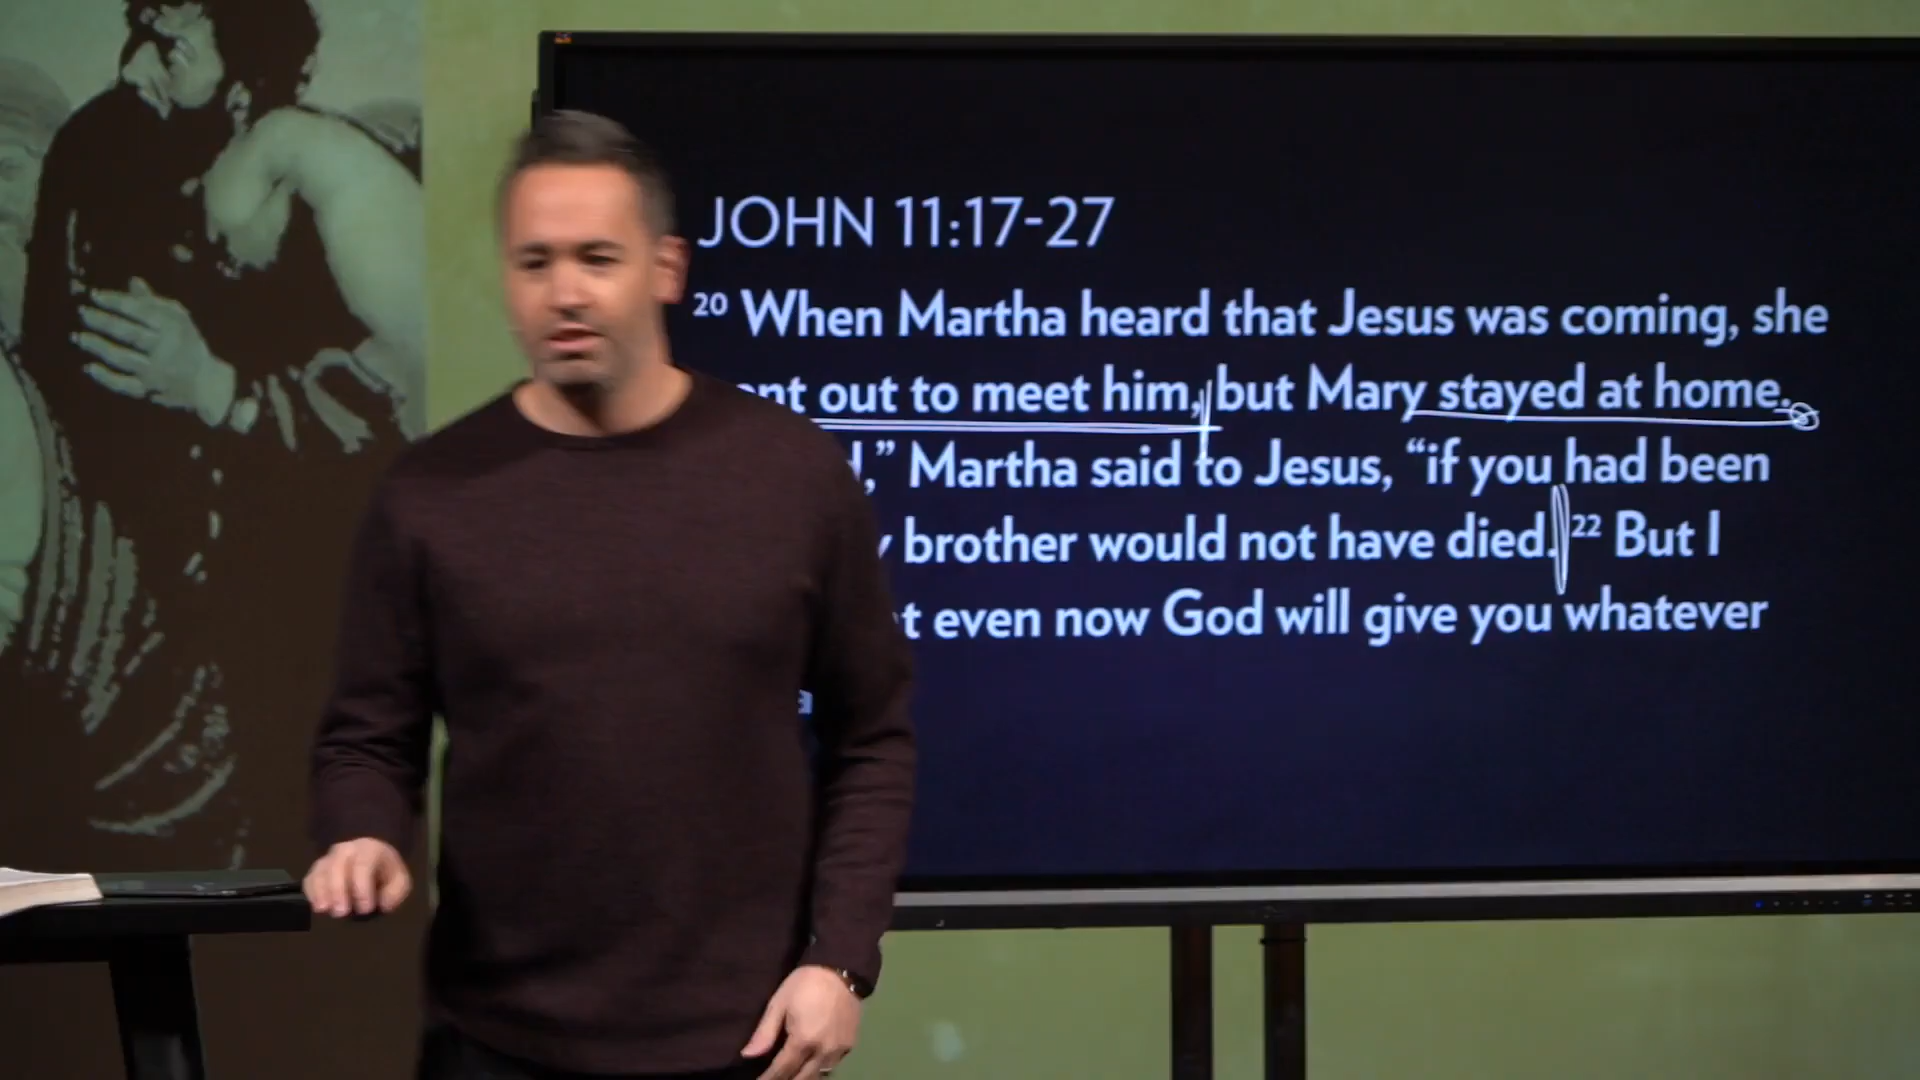 JOHN 11:17-27
20 When Martha heard that Jesus was coming, she
out to meet him, but Mary stayed at home.
Martha said to Jesus, “if you had been
brother would not have died. 22 But I
even now God will give you whatever